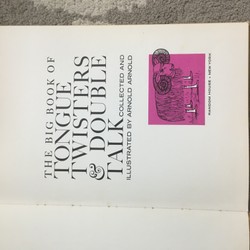 THE BIG BOOK OF
TONGUE
TWISTERS
& DOUBLE
TALK
COLLECTED AND
ILLUSTRATED BY ARNOLD ARNOLD
RANDOM HOUSE • NEW YORK